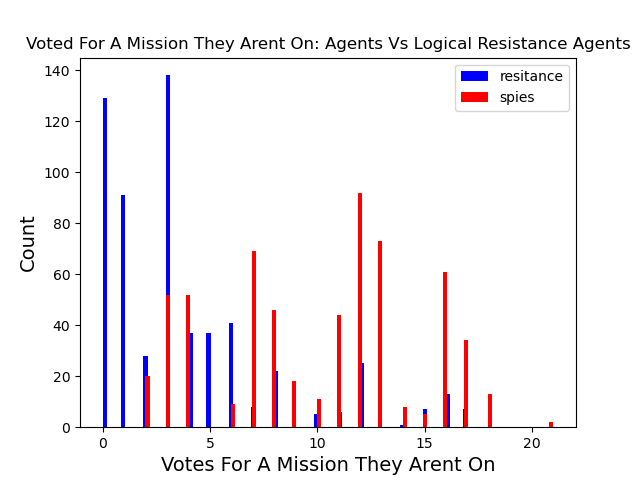 Voted For A Mission They Arent On: Agents Vs Logical Resistance Agents
resitance
spies
140
120
100
80
60
40
20
0
Count
0 5 10 15 20
Votes For A Mission They Arent On